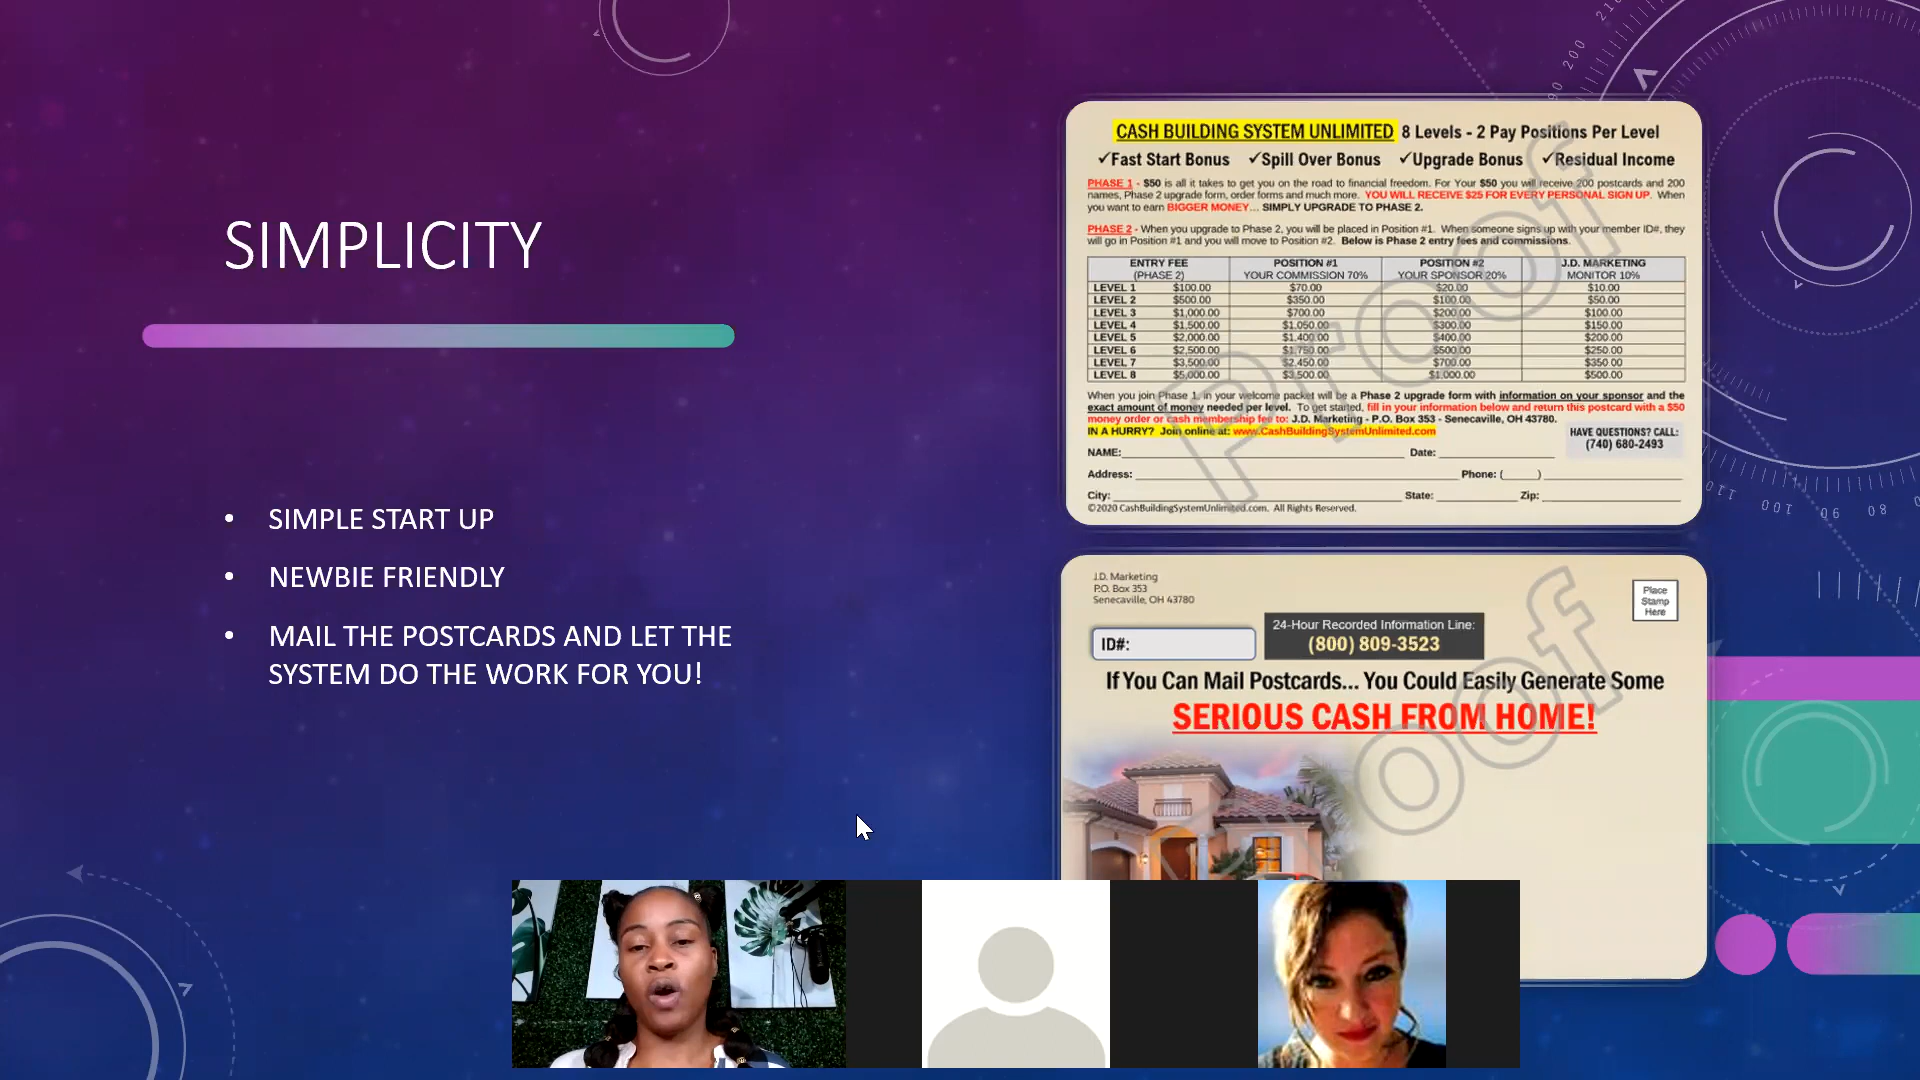 SIMPLICITY
• SIMPLE START UP
• NEWBIE FRIENDLY
• MAIL THE POSTCARDS AND LET THE
SYSTEM DO THE WORK FOR YOU!
CASH BUILDING SYSTEM UNLIMITED 8 Levels - 2 Pay Positions Per Level
✓Fast Start Bonus ✓Spill Over Bonus ✓Upgrade Bonus ✓Residual Income
PHASE 1 - $50 is all it takes to get you on the road to financial freedom. For Your $50 you will receive 200 postcards and 200
names, Phase 2 upgrade form, order forms and much more. YOU WILL RECEIVE $25 FOR EVERY PERSONAL SIGN UP. When
you want to earn BIGGER MONEY... SIMPLY UPGRADE TO PHASE 2.
PHASE 2 - When you upgrade to Phase 2, you will be placed in Position #1. When someone signs up with your member ID#, they
will go in Position #1 and you will move to Position #2. Below is Phase 2 entry fees and commissions.
ENTRY FEE POSITION #1 POSITION #2 J.D. MARKETING
(PHASE 2) YOUR COMMISSION 70% YOUR SPONSOR 20% MONITOR 10%
LEVEL 1 $100.00 $70.00 $20.00 $10.00
LEVEL 2 $500.00 $350.00 $100.00 $50.00
LEVEL 3 $1,000.00 $700.00 $200.00 $100.00
LEVEL 4 $1,500.00 $1,050.00 $300.00 $150.00
LEVEL 5 $2,000.00 $1,400.00 $400.00 $200.00
LEVEL 6 $2,500.00 $1,750.00 $500.00 $250.00
LEVEL 7 $3,500.00 $2,450.00 $700.00 $350.00
LEVEL 8 $5,000.00 $3,500.00 $1,000.00 $500.00
When you join Phase 1, in your welcome packet will be a Phase 2 upgrade form with information on your sponsor and the
exact amount of money needed per level. To get started, fill in your information below and return this postcard with a $50
money order or cash membership fee to: J.D. Marketing - P.O. Box 353 - Senecaville, OH 43780.
IN A HURRY? Join online at: www.CashBuildingSystemUnlimited.com
HAVE QUESTIONS? CALL:
(740) 680-2493
NAME: Date:
Address: Phone: ( )
City: State: Zip:
©2020 CashBuildingSystemUnlimited.com. All Rights Reserved.
Proof
J.D. Marketing
P.O. Box 353
Senecaville, OH 43780
Place
Stamp
Here
ID#:
24-Hour Recorded Information Line:
(800) 809-3523
If You Can Mail Postcards... You Could Easily Generate Some
SERIOUS CASH FROM HOME!
Proof
200
110
100
90
80